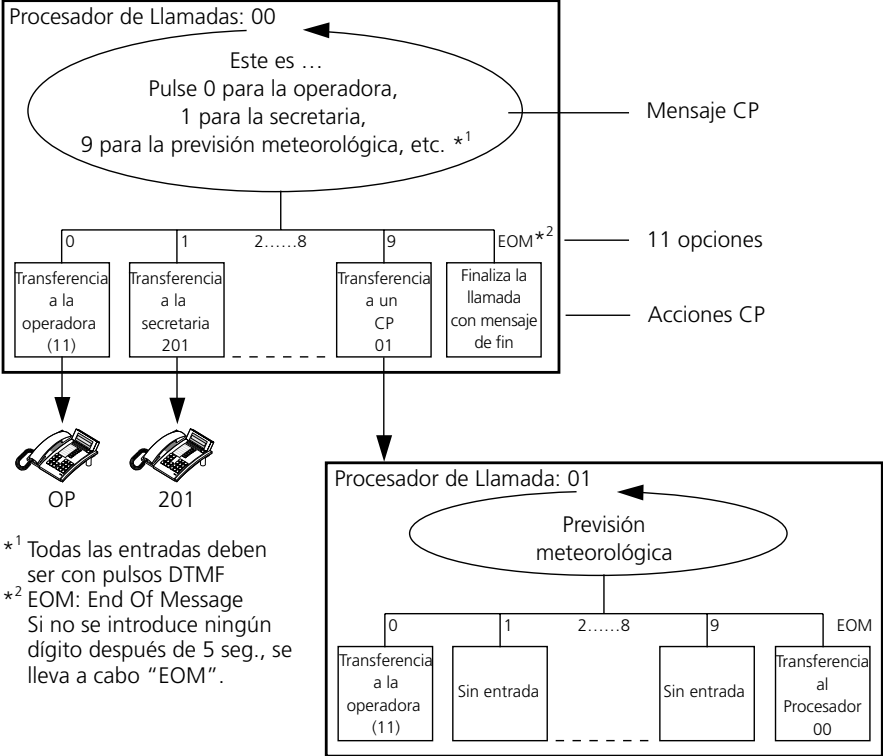 Procesador de Llamadas: 00
Este es …
Pulse 0 para la operadora,
1 para la secretaria,
9 para la previsión meteorológica, etc. *1
Mensaje CP
0
1
2......8
9
EOM*2
11 opciones
Transferencia
a la
operadora
(11)
Transferencia
a la
secretaria
201
Transferencia
a un
CP
01
Finaliza la
llamada
con mensaje
de fin
Acciones CP
OP
201
*1 Todas las entradas deben
ser con pulsos DTMF
*2 EOM: End Of Message
Si no se introduce ningún
dígito después de 5 seg., se
lleva a cabo “EOM”.
Procesador de Llamada: 01
Previsión
meteorológica
0
1
2......8
9
EOM
Transferencia
a la
operadora
(11)
Sin entrada
Sin entrada
Transferencia
al
Procesador
00